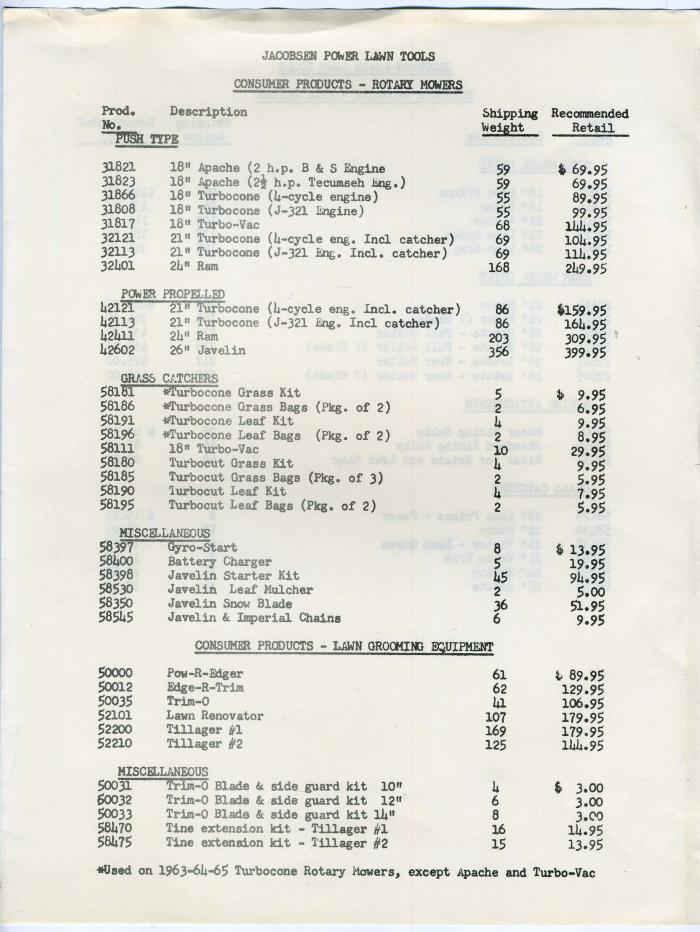 JACOBSEN POWER LAWN TOOLS
CONSUMER PRODUCTS - ROTARY MOWERS
Prod. Description Shipping Recommended
No. Weight Retail
PUSH TYPE
31821 18" Apache (2 h.p. B & S Engine 59 $ 69.95
31823 18" Apache (2½ h.p. Tecumseh Eng.) 59 69.95
31866 18" Turbocone (4-cycle engine) 55 89.95
31808 18" Turbocone (J-321 Engine) 55 99.95
31817 18" Turbo-Vac 68 144.95
32121 21" Turbocone (4-cycle eng. Incl catcher) 69 104.95
32113 21" Turbocone (J-321 Eng. Incl. catcher) 69 114.95
32401 24" Ram 168 249.95
POWER PROPELLED
42121 21" Turbocone (4-cycle eng. Incl. catcher) 86 $159.95
42113 21" Turbocone (J-321 Eng. Incl catcher) 86 164.95
42411 24" Ram 203 309.95
42602 26" Javelin 356 399.95
GRASS CATCHERS
58181 *Turbocone Grass Kit 5 $ 9.95
58186 *Turbocone Grass Bags (Pkg. of 2) 2 6.95
58191 *Turbocone Leaf Kit 4 9.95
58196 *Turbocone Leaf Bags (Pkg. of 2) 2 8.95
58111 18" Turbo-Vac 10 29.95
58180 Turbocut Grass Kit 4 9.95
58185 Turbocut Grass Bags (Pkg. of 3) 2 5.95
58190 Turbocut Leaf Kit 4 7.95
58195 Turbocut Leaf Bags (Pkg. of 2) 2 5.95
MISCELLANEOUS
58397 Gyro-Start 8 $ 13.95
58400 Battery Charger 5 19.95
58398 Javelin Starter Kit 45 94.95
58530 Javelin Leaf Mulcher 2 5.00
58350 Javelin Snow Blade 36 51.95
58545 Javelin & Imperial Chains 6 9.95
CONSUMER PRODUCTS - LAWN GROOMING EQUIPMENT
50000 Pow-R-Edger 61 $ 89.95
50012 Edge-R-Trim 62 129.95
50035 Trim-O 41 106.95
52101 Lawn Renovator 107 179.95
52200 Tillager #1 169 179.95
52210 Tillager #2 125 144.95
MISCELLANEOUS
50031 Trim-O Blade & side guard kit 10" 4 $ 3.00
50032 Trim-O Blade & side guard kit 12" 6 3.00
50033 Trim-O Blade & side guard kit 14" 8 3.00
58470 Tine extension kit - Tillager #1 16 14.95
58475 Tine extension kit - Tillager #2 15 13.95
*Used on 1963-64-65 Turbocone Rotary Mowers, except Apache and Turbo-Vac